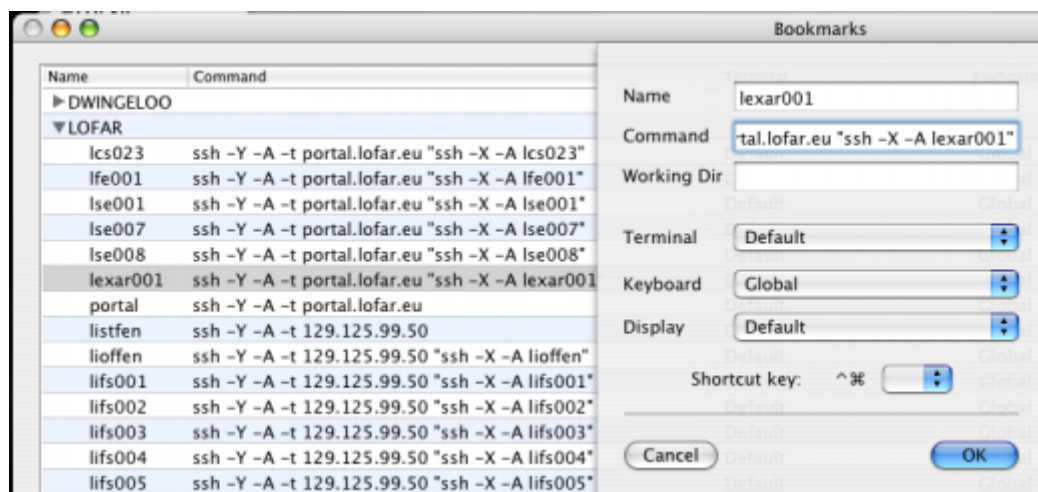 Bookmarks
Name Command
DWINGELOO
LOFAR
lcs023 ssh -Y -A -t portal.lofar.eu "ssh -X -A lcs023"
lfe001 ssh -Y -A -t portal.lofar.eu "ssh -X -A lfe001"
lse001 ssh -Y -A -t portal.lofar.eu "ssh -X -A lse001"
lse007 ssh -Y -A -t portal.lofar.eu "ssh -X -A lse007"
lse008 ssh -Y -A -t portal.lofar.eu "ssh -X -A lse008"
lexar001 ssh -Y -A -t portal.lofar.eu "ssh -X -A lexar001
portal ssh -Y -A -t portal.lofar.eu
listfen ssh -Y -A -t 129.125.99.50
lioffen ssh -Y -A -t 129.125.99.50 "ssh -X -A lioffen"
lifs001 ssh -Y -A -t 129.125.99.50 "ssh -X -A lifs001"
lifs002 ssh -Y -A -t 129.125.99.50 "ssh -X -A lifs002"
lifs003 ssh -Y -A -t 129.125.99.50 "ssh -X -A lifs003"
lifs004 ssh -Y -A -t 129.125.99.50 "ssh -X -A lifs004"
lifs005 ssh -Y -A -t 129.125.99.50 "ssh -X -A lifs005"
Name lexar001
Command rtal.lofar.eu "ssh -X -A lexar001"
Working Dir
Terminal Default
Keyboard Global
Display Default
Shortcut key: ^⌘
Cancel OK